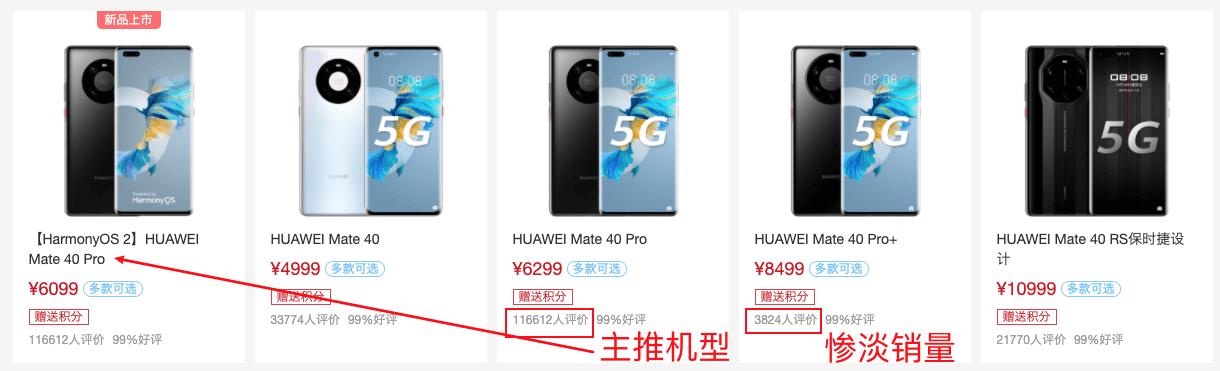 新品上市
08:08
08:08
08:08
08:08
HUAWEI
HUAWEI
HUAWEI
5G
5G
5G
5G
Powered by
HarmonyOS
【HarmonyOS 2】HUAWEI
Mate 40 Pro
¥6099 多款可选
赠送积分
116612人评价 99%好评
HUAWEI Mate 40
¥4999 多款可选
赠送积分
33774人评价 99%好评
HUAWEI Mate 40 Pro
¥6299 多款可选
赠送积分
116612人评价 99%好评
主推机型
HUAWEI Mate 40 Pro+
¥8499 多款可选
赠送积分
3824人评价 99%好评
惨淡销量
HUAWEI Mate 40 RS保时捷设
计
¥10999 多款可选
赠送积分
21770人评价 99%好评